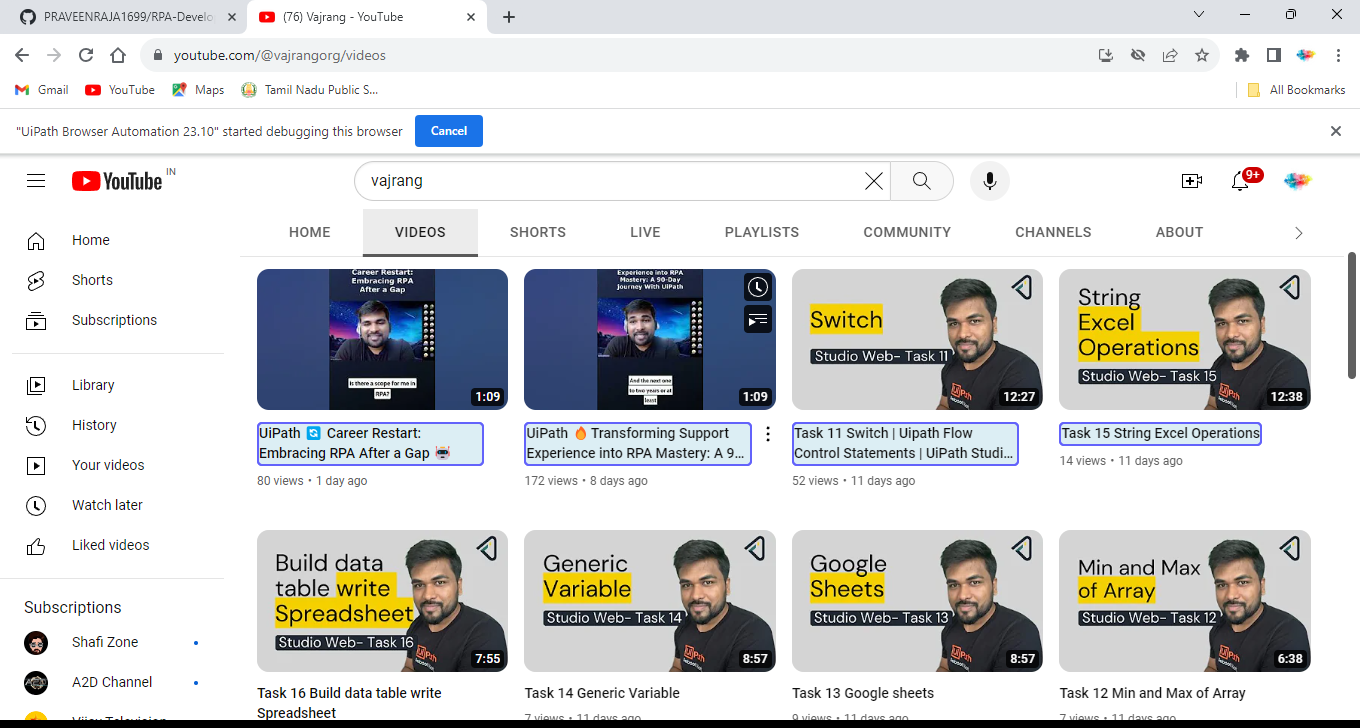 PRAVEENRAJA1699/RPA-Develo
(76) Vajrang - YouTube
youtube.com/@vajrangorg/videos
Gmail
YouTube
Maps
Tamil Nadu Public S...
All Bookmarks
"UiPath Browser Automation 23.10" started debugging this browser
Cancel
YouTube IN
vajrang
9+
Home
Shorts
Subscriptions
Library
History
Your videos
Watch later
Liked videos
Subscriptions
Shafi Zone
A2D Channel
HOME
VIDEOS
SHORTS
LIVE
PLAYLISTS
COMMUNITY
CHANNELS
ABOUT
Career Restart:
Embracing RPA
After a Gap
Is there a scope for me in
RPA?
1:09
UiPath Career Restart:
Embracing RPA After a Gap
80 views • 1 day ago
Experience into RPA
Mastery: A 90-Day
Journey With UiPath
And the next one
to two years or at
least
1:09
UiPath 🔥 Transforming Support
Experience into RPA Mastery: A 9...
172 views • 8 days ago
Switch
Studio Web- Task 11
UiPath
12:27
Task 11 Switch | Uipath Flow
Control Statements | UiPath Studi...
52 views • 11 days ago
String
Excel
Operations
Studio Web- Task 15
UiPath
12:38
Task 15 String Excel Operations
14 views • 11 days ago
Build data
table write
Spreadsheet
Studio Web- Task 16
UiPath
7:55
Task 16 Build data table write
Spreadsheet
Generic
Variable
Studio Web- Task 14
UiPath
8:57
Task 14 Generic Variable
7 views • 11 days ago
Google
Sheets
Studio Web- Task 13
UiPath
8:57
Task 13 Google sheets
9 views • 11 days ago
Min and Max
of Array
Studio Web- Task 12
UiPath
6:38
Task 12 Min and Max of Array
7 views • 11 days ago